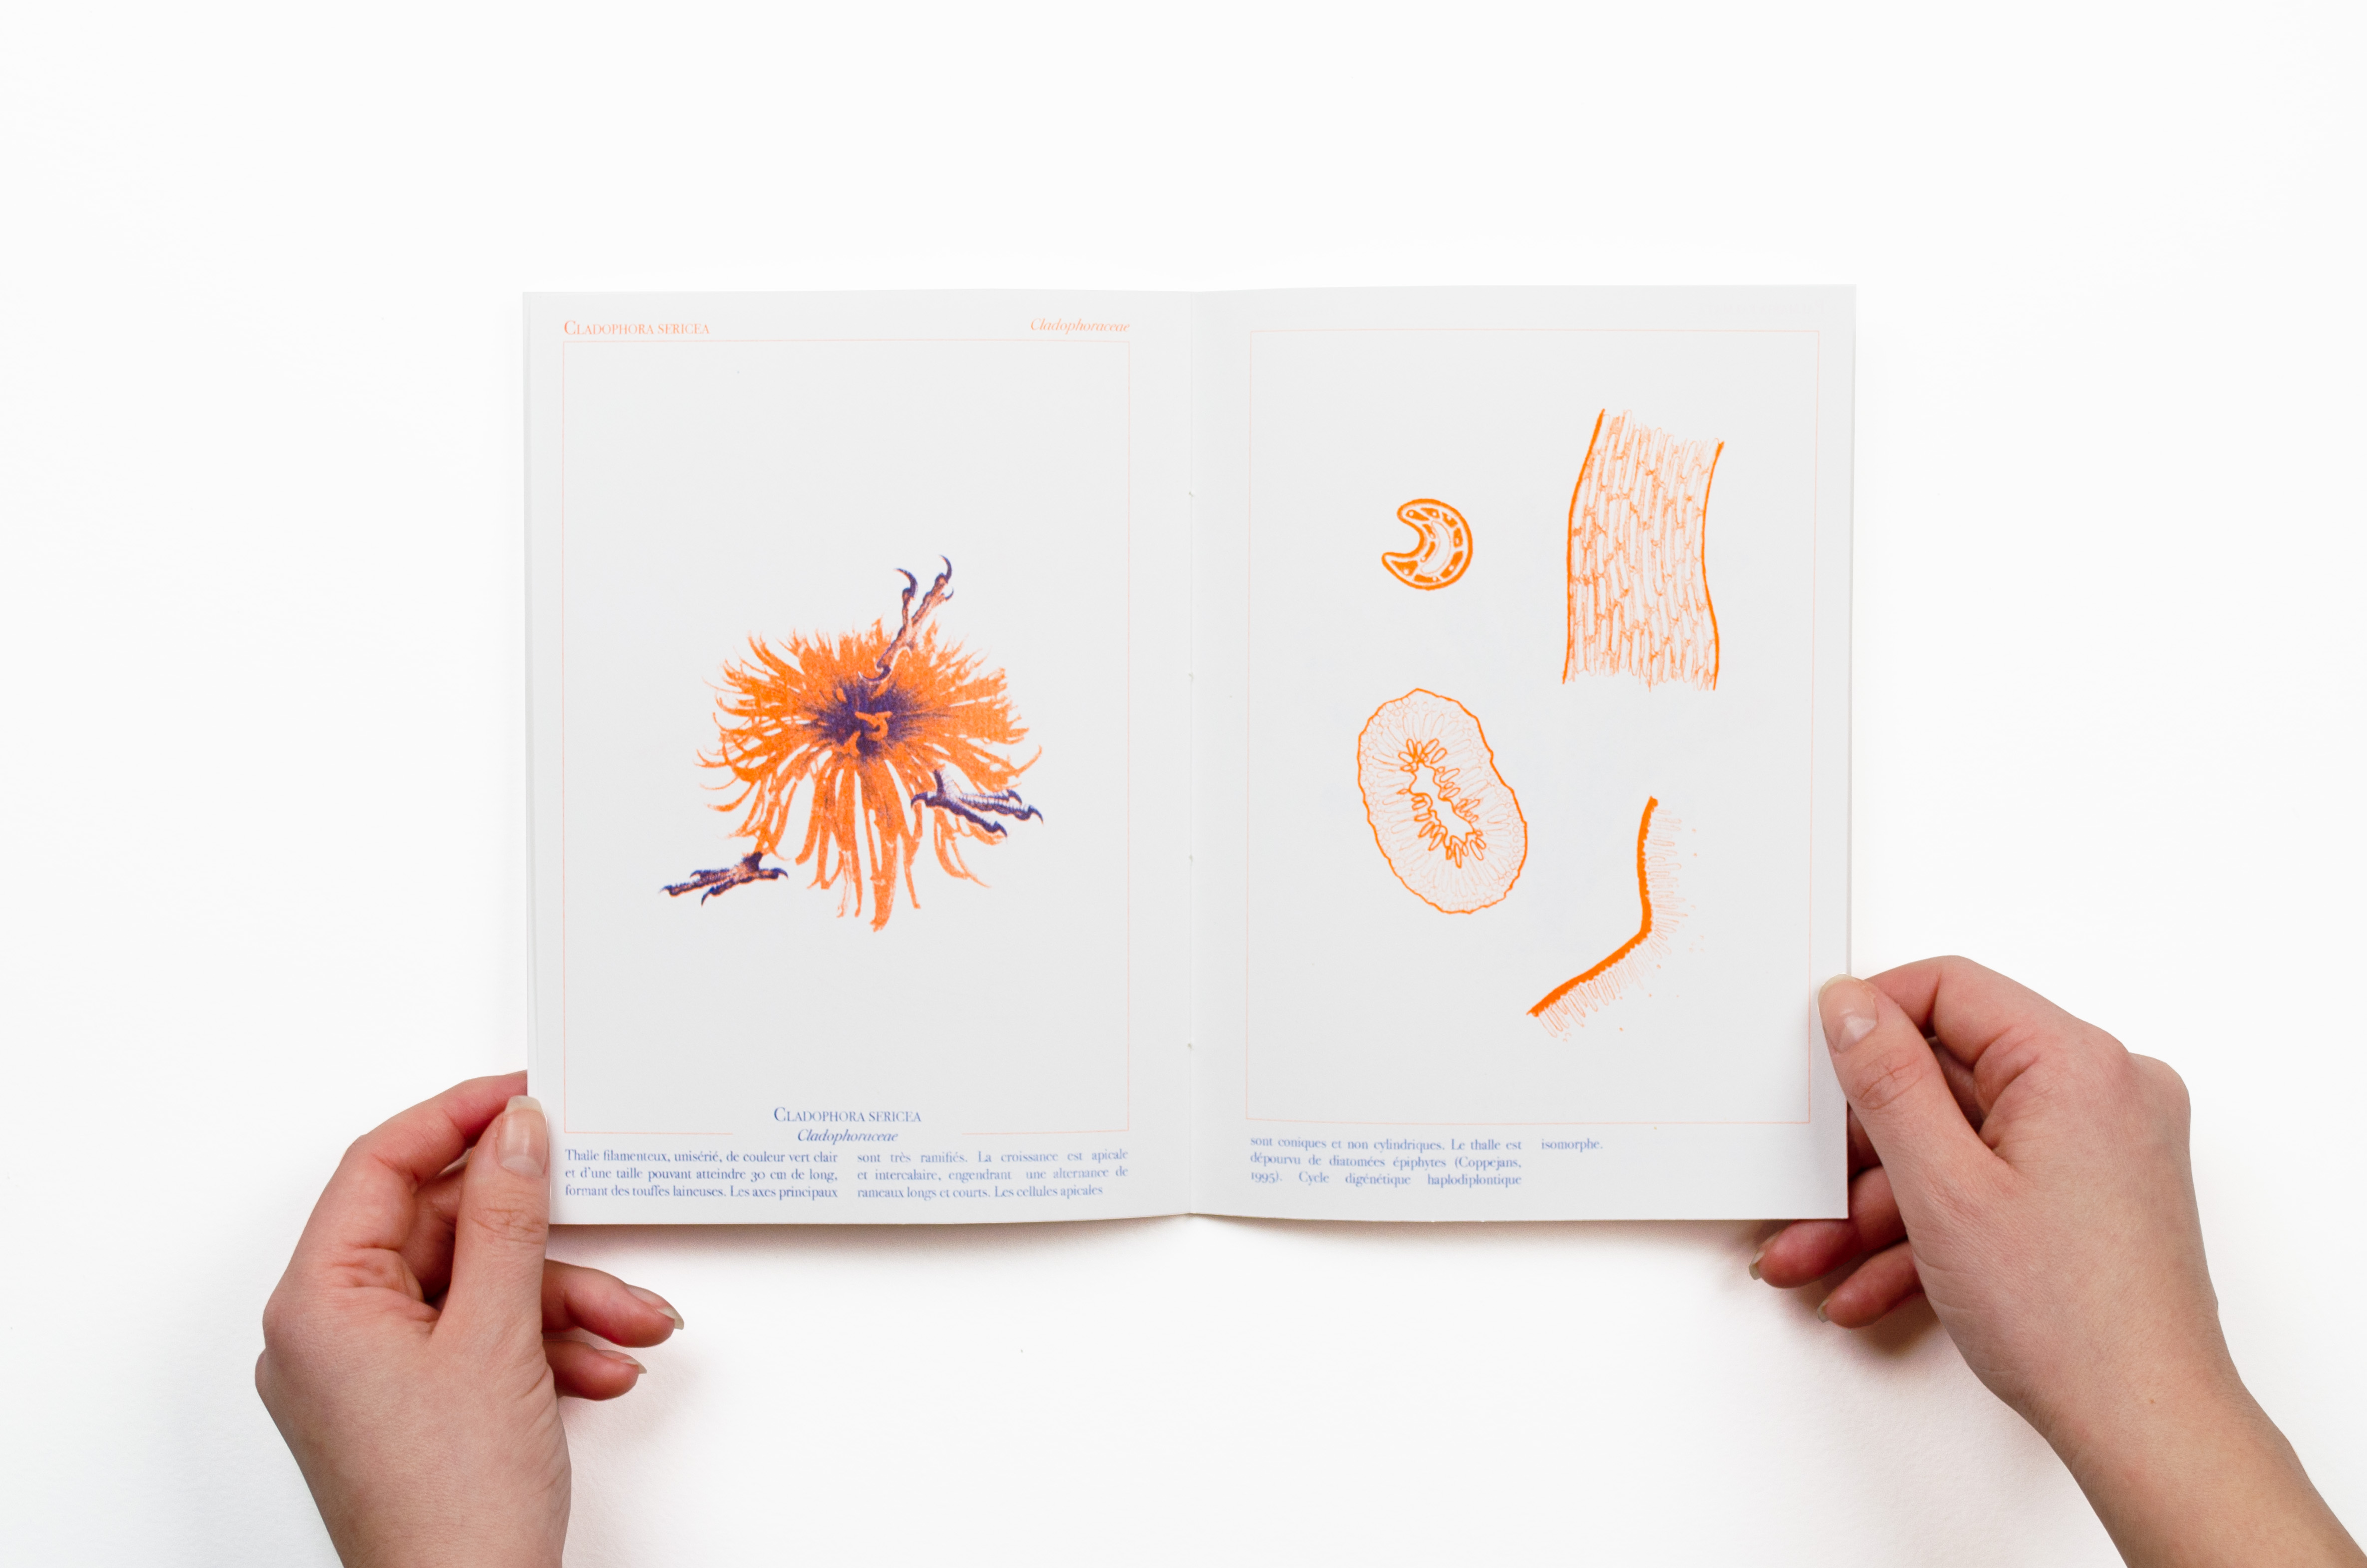 CLADOPHORA SERICEA
Cladophoraceae
CLADOPHORA SERICEA
Cladophoraceae
Thalle filamenteux, unisérié, de couleur vert clair
et d'une taille pouvant atteindre 30 cm de long,
formant des touffes laineuses. Les axes principaux
sont très ramifiés. La croissance est apicale
et intercalaire, engendrant une alternance de
rameaux longs et courts. Les cellules apicales
sont coniques et non cylindriques. Le thalle est
dépourvu de diatomées épiphytes (Coppejans,
1995). Cycle digénétique haplodiplontique
isomorphe.